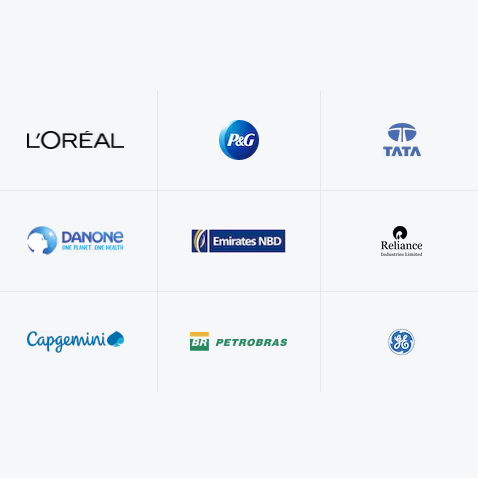 L'ORÉAL
P&G
TATA
DANONE
ONE PLANET. ONE HEALTH
Emirates NBD
Reliance
Industries Limited
Capgemini
BR PETROBRAS
GE